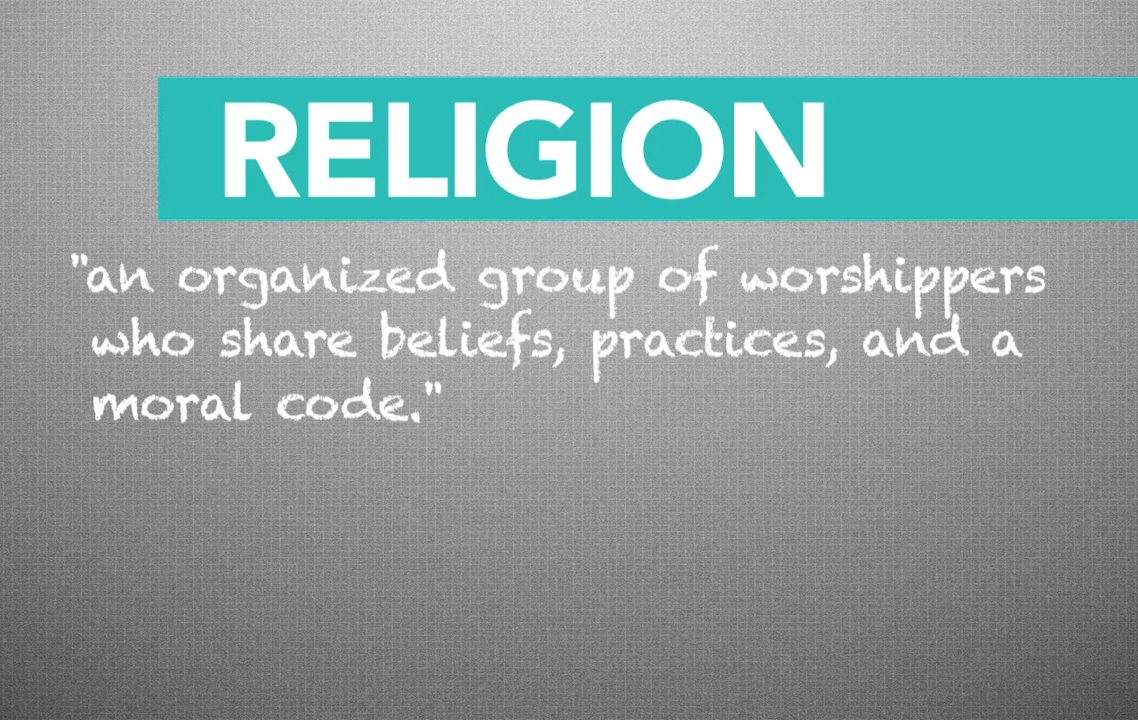 RELIGION
"an organized group of worshippers
who share beliefs, practices, and a
moral code."